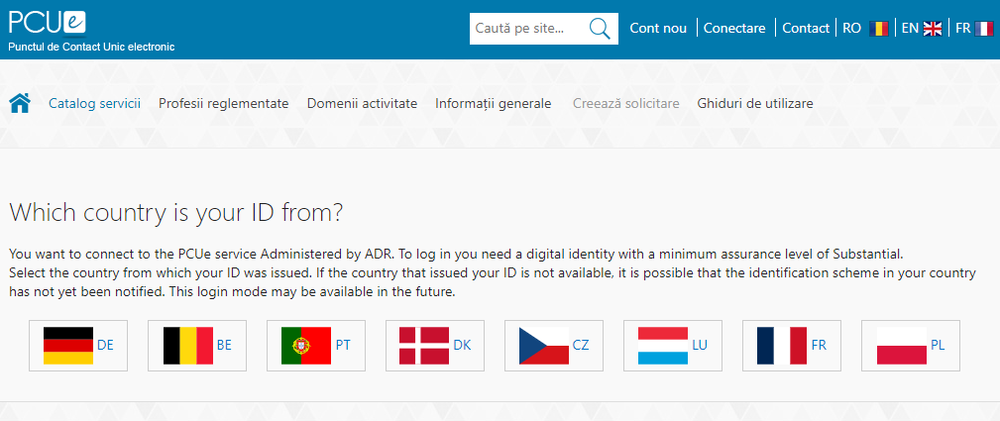 PCUe
Punctul de Contact Unic electronic
Caută pe site...
Cont nou
Conectare
Contact
RO
EN
FR
Catalog servicii
Profesii reglementate
Domenii activitate
Informații generale
Creează solicitare
Ghiduri de utilizare
Which country is your ID from?
You want to connect to the PCUe service Administered by ADR. To log in you need a digital identity with a minimum assurance level of Substantial.
Select the country from which your ID was issued. If the country that issued your ID is not available, it is possible that the identification scheme in your country
has not yet been notified. This login mode may be available in the future.
DE
BE
PT
DK
CZ
LU
FR
PL